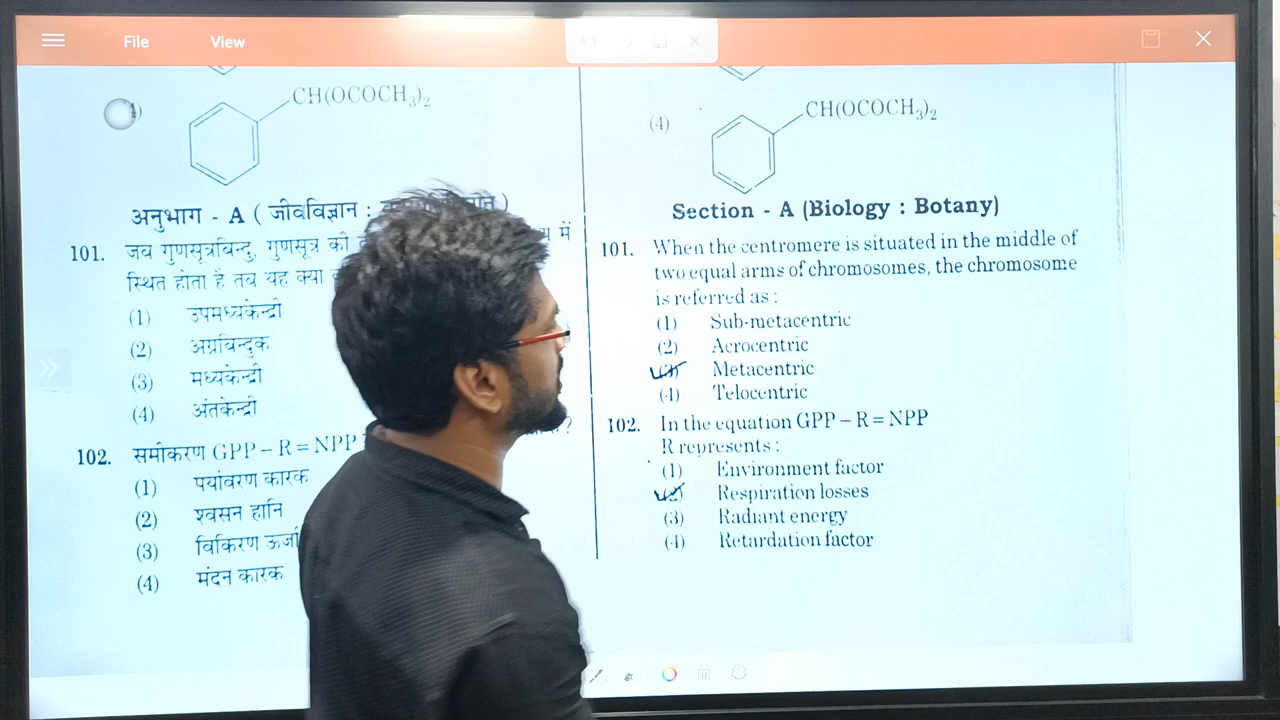 File
View
4)
CH(OCOCH₃)₂
अनुभाग - A ( जीवविज्ञान :
101. जब गुणसूत्रबिन्दु, गुणसूत्र की
में
स्थित होता है तब यह क्या
(1) उपमध्यकेन्द्री
(2) अग्रबिन्दुक
(3) मध्यकेन्द्री
(4) अंतकेन्द्री
102. समीकरण GPP – R = NPP
?
(1) पर्यावरण कारक
(2) श्वसन हानि
(3) विकिरण ऊर्जा
(4) मंदन कारक
(4)
CH(OCOCH₃)₂
Section - A (Biology : Botany)
101. When the centromere is situated in the middle of
two equal arms of chromosomes, the chromosome
is referred as :
(1) Sub-metacentric
(2) Acrocentric
(3) Metacentric
(4) Telocentric
102. In the equation GPP – R = NPP
R represents :
(1) Environment factor
(2) Respiration losses
(3) Radiant energy
(4) Retardation factor